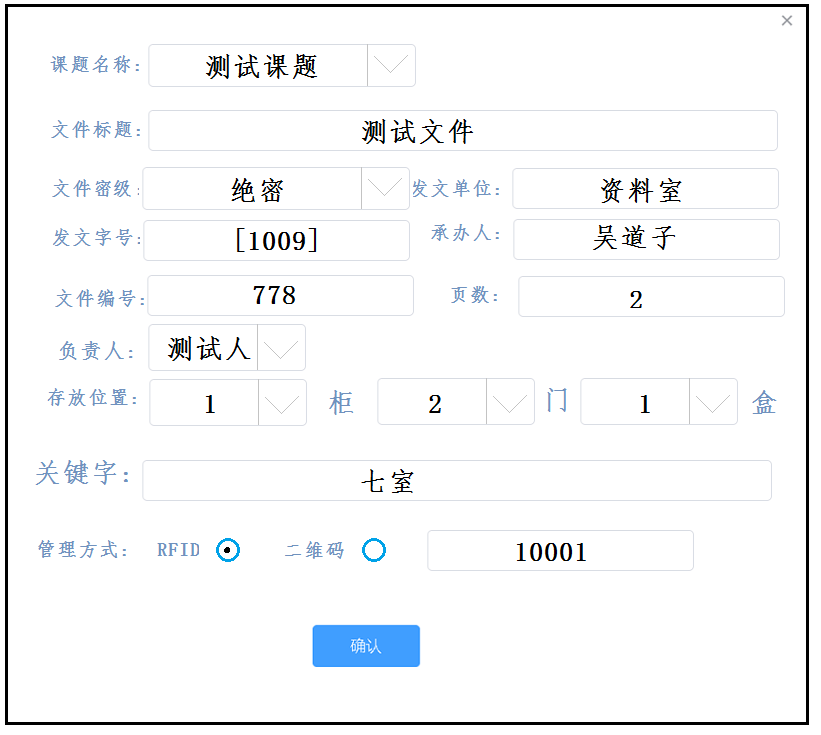 ×
课题名称: 测试课题
文件标题: 测试文件
文件密级: 绝密 发文单位: 资料室
发文字号: [1009] 承办人: 吴道子
文件编号: 778 页数: 2
负责人: 测试人
存放位置: 1 柜 2 门 1 盒
关键字: 七室
管理方式: RFID 二维码 10001
确认